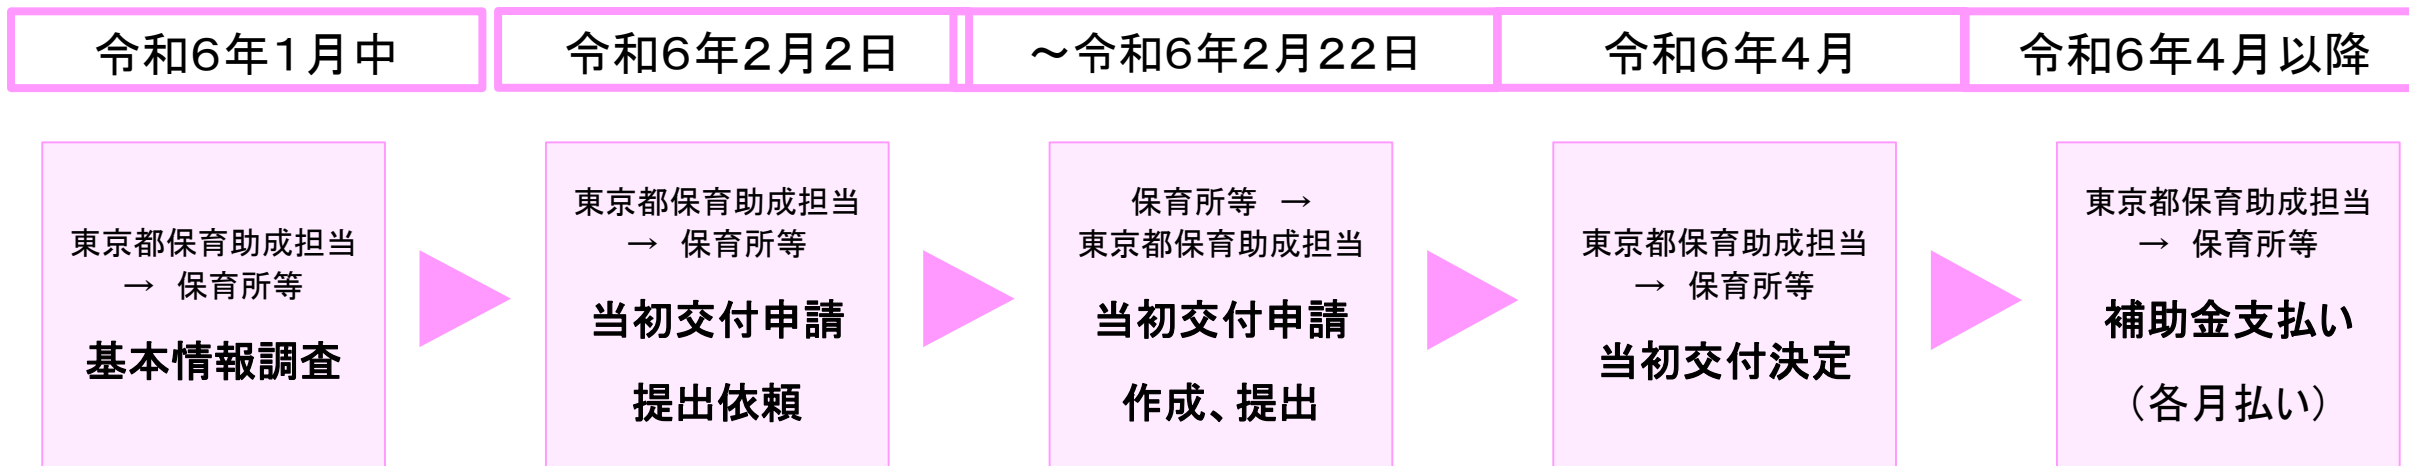 令和6年1月中
令和6年2月2日
～令和6年2月22日
令和6年4月
令和6年4月以降
東京都保育助成担当
→ 保育所等
基本情報調査
東京都保育助成担当
→ 保育所等
当初交付申請
提出依頼
保育所等 →
東京都保育助成担当
当初交付申請
作成、提出
東京都保育助成担当
→ 保育所等
当初交付決定
東京都保育助成担当
→ 保育所等
補助金支払い
（各月払い）